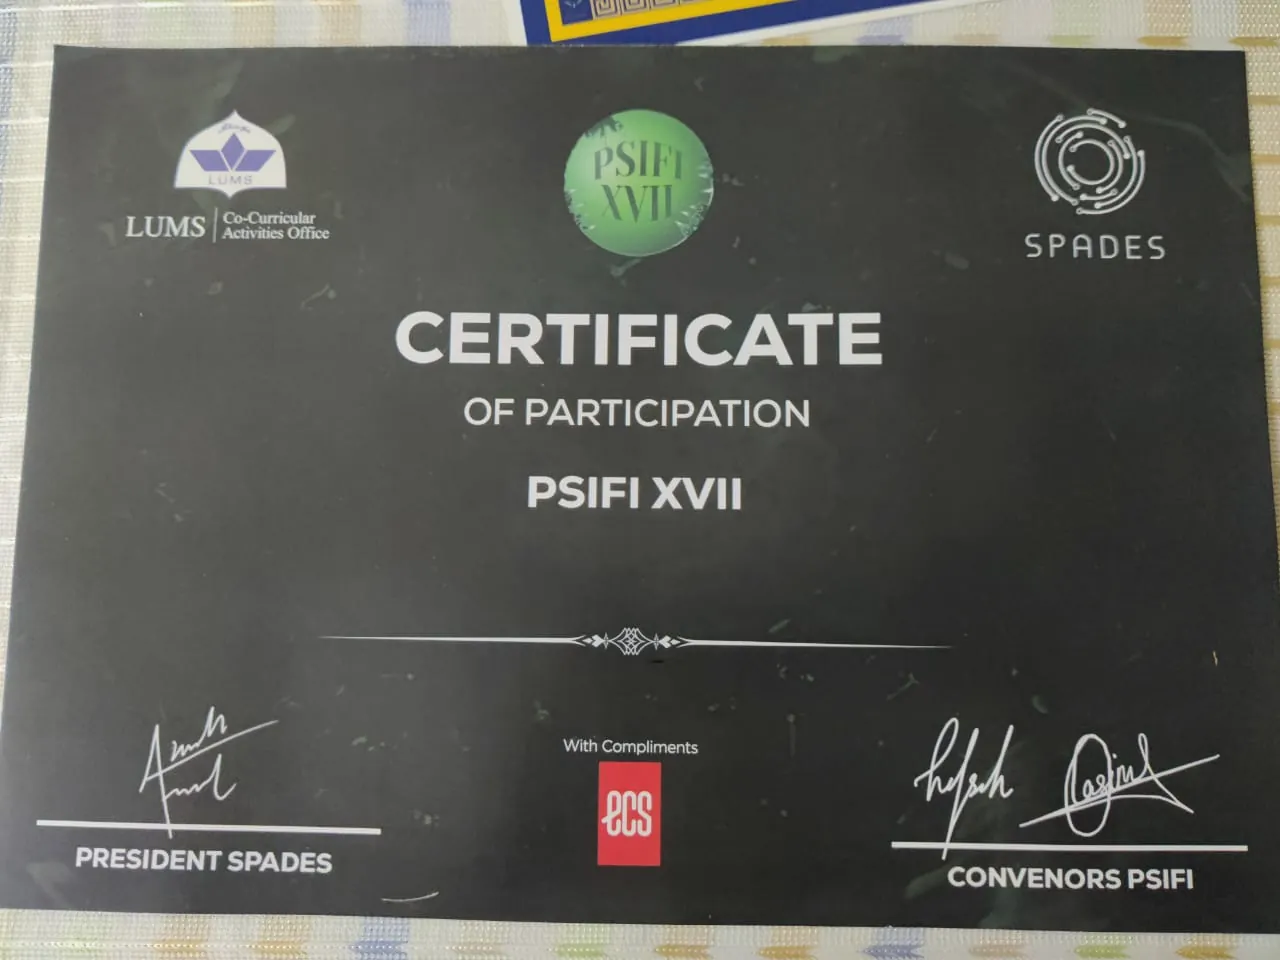 LUMS
LUMS
Co-Curricular
Activities Office
PSIFI
XVII
SPADES
CERTIFICATE
OF PARTICIPATION
PSIFI XVII
With Compliments
ecs
PRESIDENT SPADES
CONVENORS PSIFI